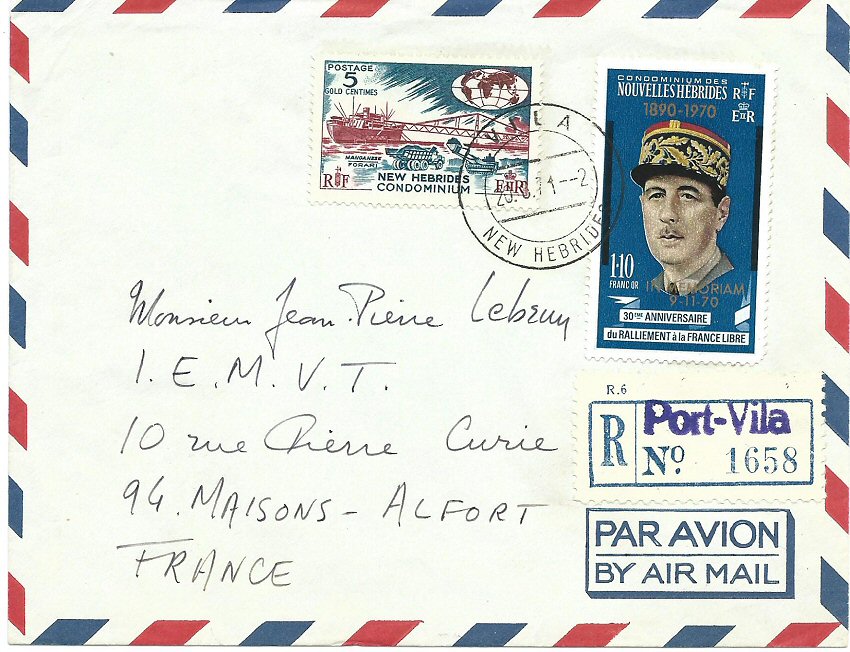 POSTAGE
5
GOLD CENTIMES
MANGANESE
FORARI
RF
NEW HEBRIDES
CONDOMINIUM
EIIR
VILA
NEW HEBRIDES
CONDOMINIUM DES
NOUVELLES HEBRIDES RF
1890-1970
EIIR
1·10
FRANC OR
IN MEMORIAM
9-11-70
30ÈME ANNIVERSAIRE
du RALLIEMENT à la FRANCE LIBRE
Monsieur Jean-Pierre Lebrun
I. E. M. V. T.
10 rue Pierre Curie
94. MAISONS - ALFORT
FRANCE
R.6
R
Port-Vila
Nº 1658
PAR AVION
BY AIR MAIL